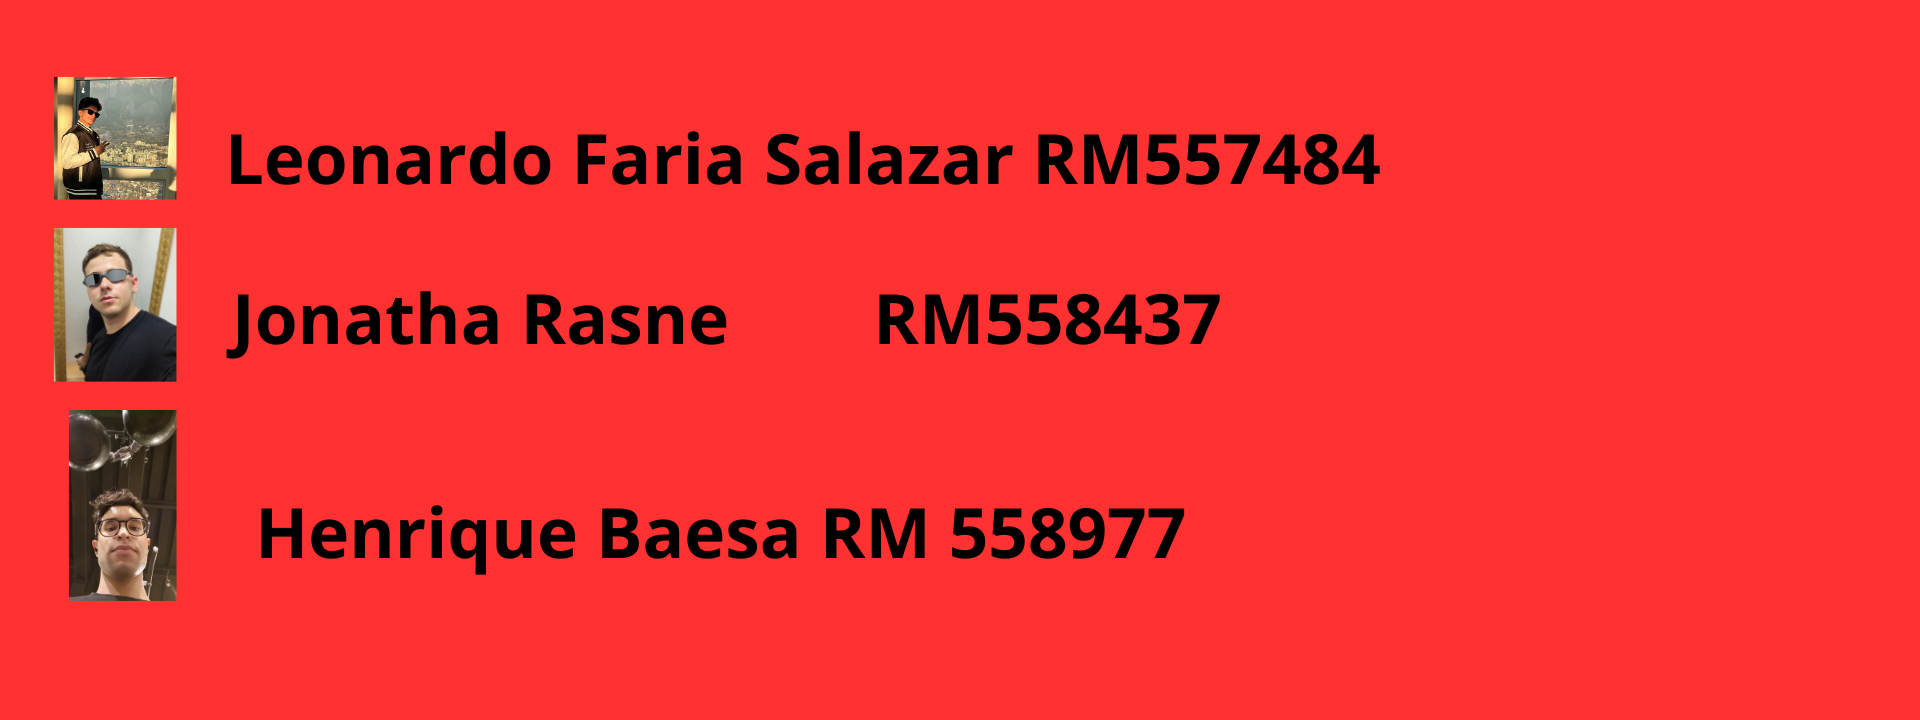 Leonardo Faria Salazar RM557484
Jonatha Rasne RM558437
Henrique Baesa RM 558977